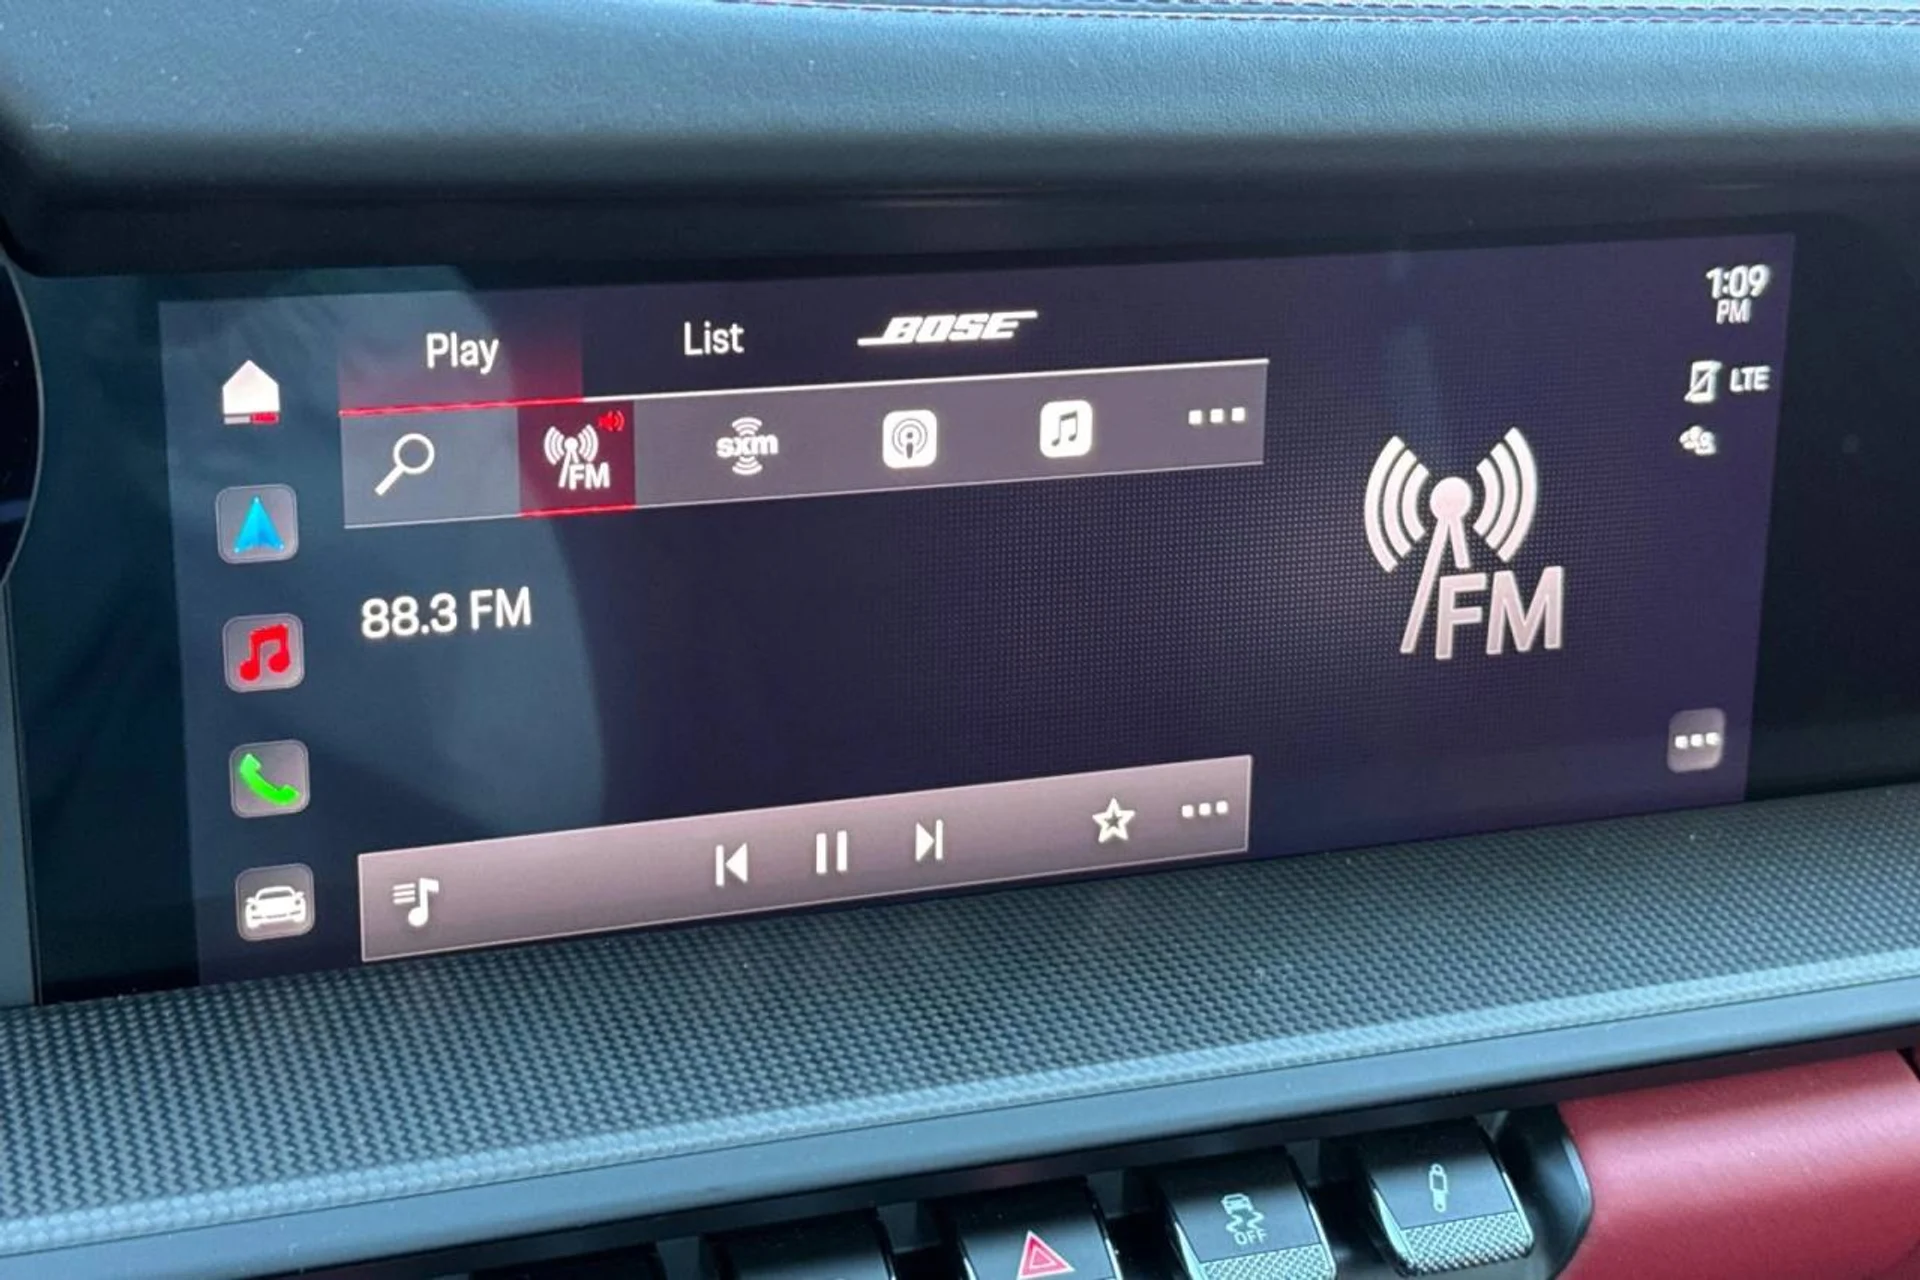 Play
List
BOSE
1:09
PM
LTE
FM
sxm
88.3 FM
FM
OFF